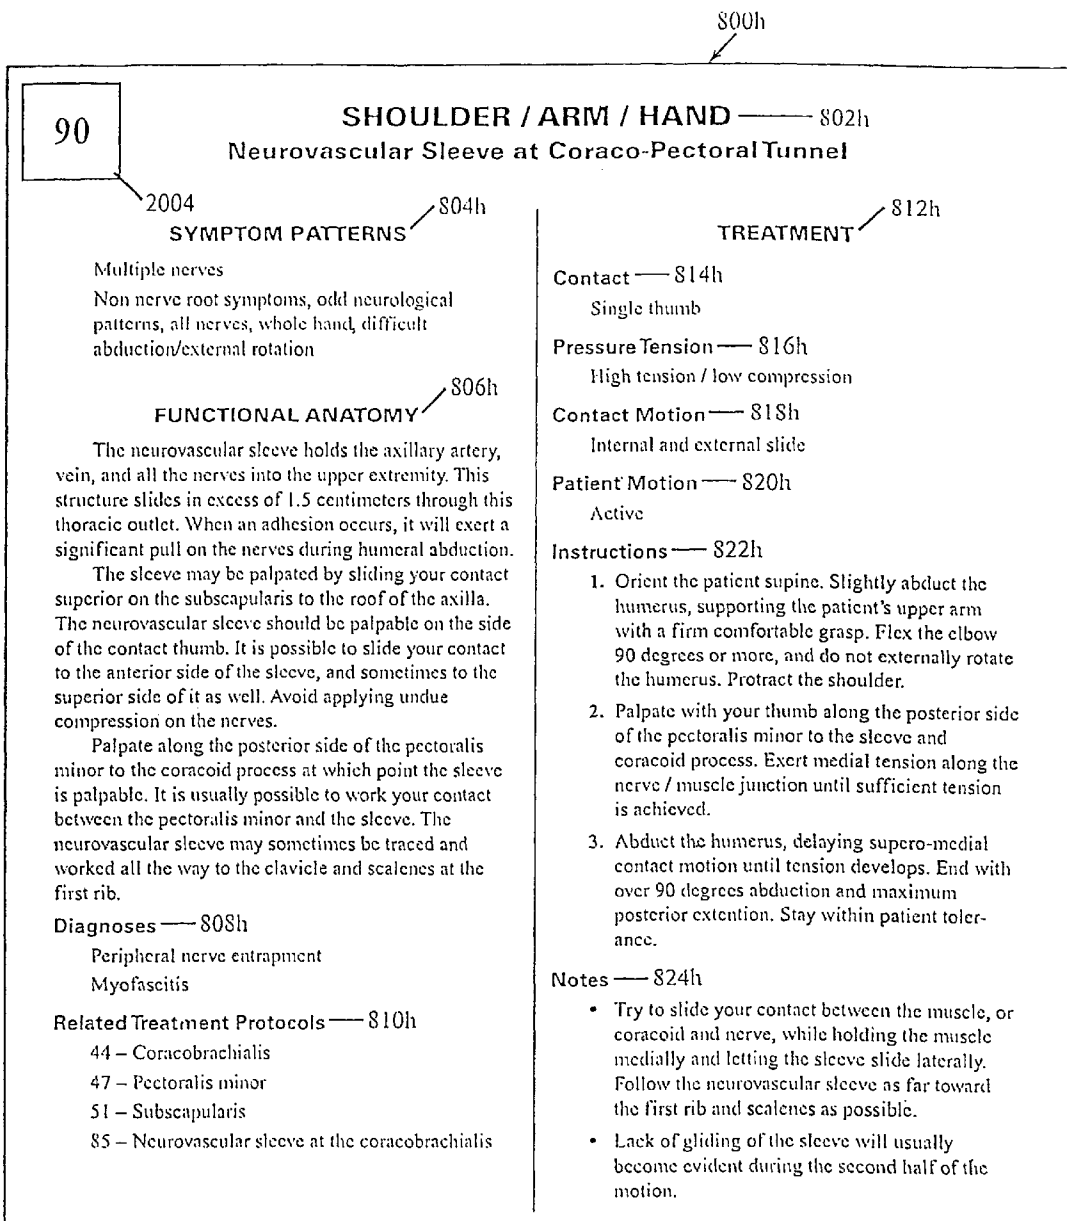 800h
90
SHOULDER / ARM / HAND 802h
Neurovascular Sleeve at Coraco-Pectoral Tunnel
2004
804h
SYMPTOM PATTERNS
Multiple nerves
Non nerve root symptoms, odd neurological
patterns, all nerves, whole hand, difficult
abduction/external rotation
806h
FUNCTIONAL ANATOMY
The neurovascular sleeve holds the axillary artery,
vein, and all the nerves into the upper extremity. This
structure slides in excess of 1.5 centimeters through this
thoracic outlet. When an adhesion occurs, it will exert a
significant pull on the nerves during humeral abduction.
The sleeve may be palpated by sliding your contact
superior on the subscapularis to the roof of the axilla.
The neurovascular sleeve should be palpable on the side
of the contact thumb. It is possible to slide your contact
to the anterior side of the sleeve, and sometimes to the
superior side of it as well. Avoid applying undue
compression on the nerves.
Palpate along the posterior side of the pectoralis
minor to the coracoid process at which point the sleeve
is palpable. It is usually possible to work your contact
between the pectoralis minor and the sleeve. The
neurovascular sleeve may sometimes be traced and
worked all the way to the clavicle and scalenes at the
first rib.
Diagnoses 808h
Peripheral nerve entrapment
Myofascitis
Related Treatment Protocols 810h
44 – Coracobrachialis
47 – Pectoralis minor
51 – Subscapularis
85 – Neurovascular sleeve at the coracobrachialis
812h
TREATMENT
Contact 814h
Single thumb
Pressure Tension 816h
High tension / low compression
Contact Motion 818h
Internal and external slide
Patient Motion 820h
Active
Instructions 822h
1. Orient the patient supine. Slightly abduct the
humerus, supporting the patient's upper arm
with a firm comfortable grasp. Flex the elbow
90 degrees or more, and do not externally rotate
the humerus. Protract the shoulder.
2. Palpate with your thumb along the posterior side
of the pectoralis minor to the sleeve and
coracoid process. Exert medial tension along the
nerve / muscle junction until sufficient tension
is achieved.
3. Abduct the humerus, delaying supero-medial
contact motion until tension develops. End with
over 90 degrees abduction and maximum
posterior extention. Stay within patient toler-
ance.
Notes 824h
• Try to slide your contact between the muscle, or
coracoid and nerve, while holding the muscle
medially and letting the sleeve slide laterally.
Follow the neurovascular sleeve as far toward
the first rib and scalenes as possible.
• Lack of gliding of the sleeve will usually
become evident during the second half of the
motion.